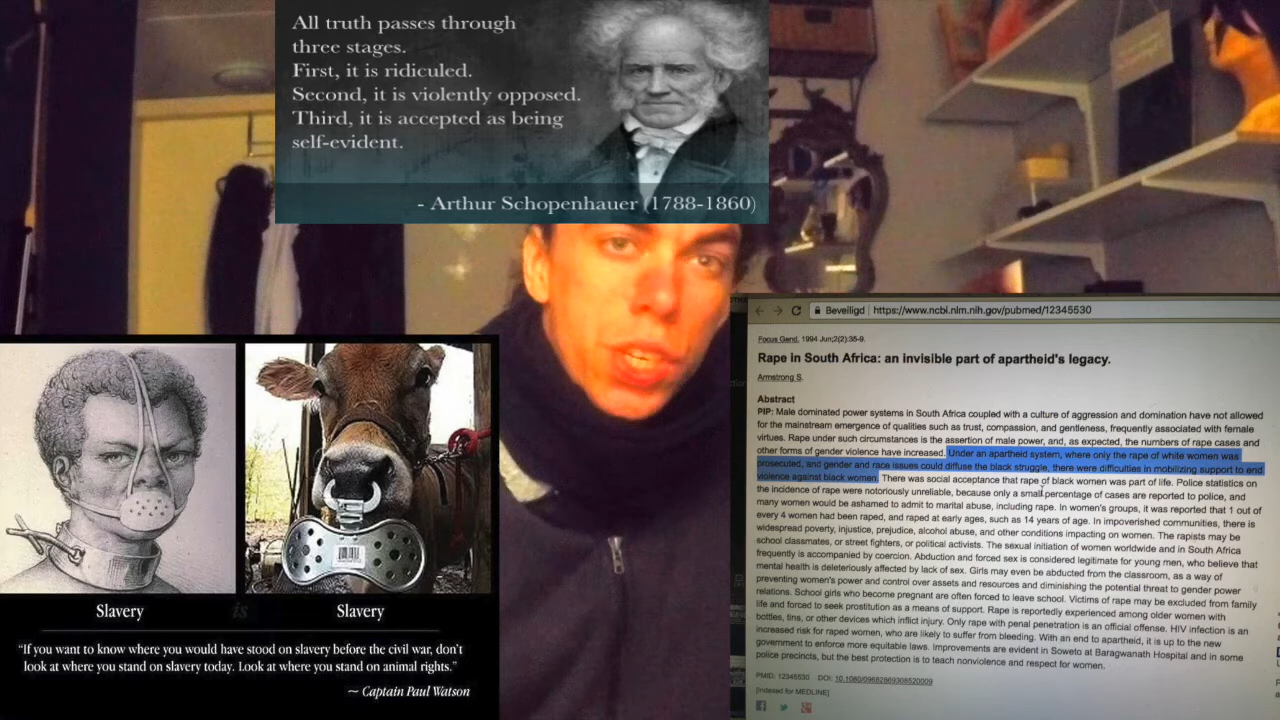 All truth passes through
three stages.
First, it is ridiculed.
Second, it is violently opposed.
Third, it is accepted as being
self-evident.
- Arthur Schopenhauer (1788-1860)
Slavery is Slavery
“If you want to know where you would have stood on slavery before the civil war, don’t
look at where you stand on slavery today. Look at where you stand on animal rights.”
~ Captain Paul Watson
Beveiligd https://www.ncbi.nlm.nih.gov/pubmed/12345530
Focus Gend. 1994 Jun;2(2):35-9.
Rape in South Africa: an invisible part of apartheid's legacy.
Armstrong S.
Abstract
PIP: Male dominated power systems in South Africa coupled with a culture of aggression and domination have not allowed
for the mainstream emergence of qualities such as trust, compassion, and gentleness, frequently associated with female
virtues. Rape under such circumstances is the assertion of male power, and, as expected, the numbers of rape cases and
other forms of gender violence have increased. Under an apartheid system, where only the rape of white women was
prosecuted, and gender and race issues could diffuse the black struggle, there were difficulties in mobilizing support to end
violence against black women. There was social acceptance that rape of black women was part of life. Police statistics on
the incidence of rape were notoriously unreliable, because only a small percentage of cases are reported to police, and
many women would be ashamed to admit to marital abuse, including rape. In women's groups, it was reported that 1 out of
every 4 women had been raped, and raped at early ages, such as 14 years of age. In impoverished communities, there is
widespread poverty, injustice, prejudice, alcohol abuse, and other conditions impacting on women. The rapists may be
school classmates, or street fighters, or political activists. The sexual initiation of women worldwide and in South Africa
frequently is accompanied by coercion. Abduction and forced sex is considered legitimate for young men, who believe that
mental health is deleteriously affected by lack of sex. Girls may even be abducted from the classroom, as a way of
preventing women's power and control over assets and resources and diminishing the potential threat to gender power
relations. School girls who become pregnant are often forced to leave school. Victims of rape may be excluded from family
life and forced to seek prostitution as a means of support. Rape is reportedly experienced among older women with
bottles, tins, or other devices which inflict injury. Only rape with penal penetration is an official offense. HIV infection is an
increased risk for raped women, who are likely to suffer from bleeding. With an end to apartheid, it is up to the new
government to enforce more equitable laws. Improvements are evident in Soweto at Baragwanath Hospital and in some
police precincts, but the best protection is to teach nonviolence and respect for women.
PMID: 12345530 DOI: 10.1080/09682869308520009
[Indexed for MEDLINE]